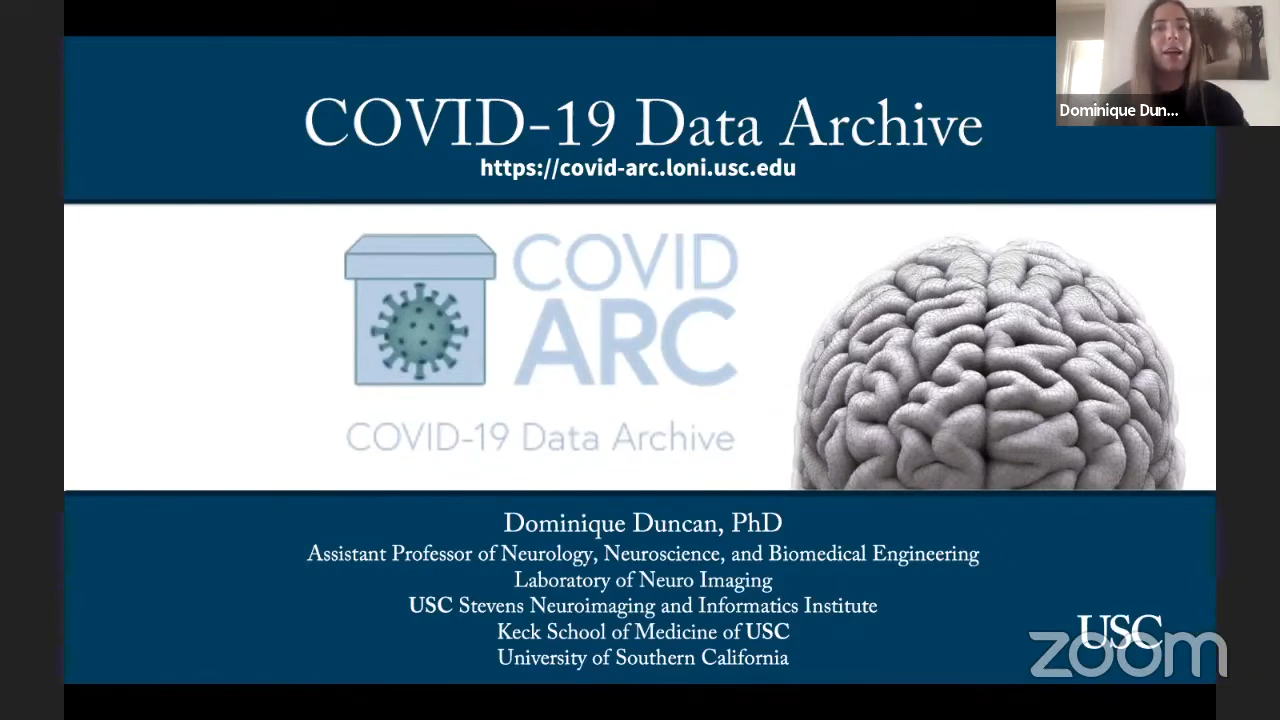 COVID-19 Data Archive
https://covid-arc.loni.usc.edu
Dominique Dun...
COVID
ARC
COVID-19 Data Archive
Dominique Duncan, PhD
Assistant Professor of Neurology, Neuroscience, and Biomedical Engineering
Laboratory of Neuro Imaging
USC Stevens Neuroimaging and Informatics Institute
Keck School of Medicine of USC
University of Southern California
USC
zoom